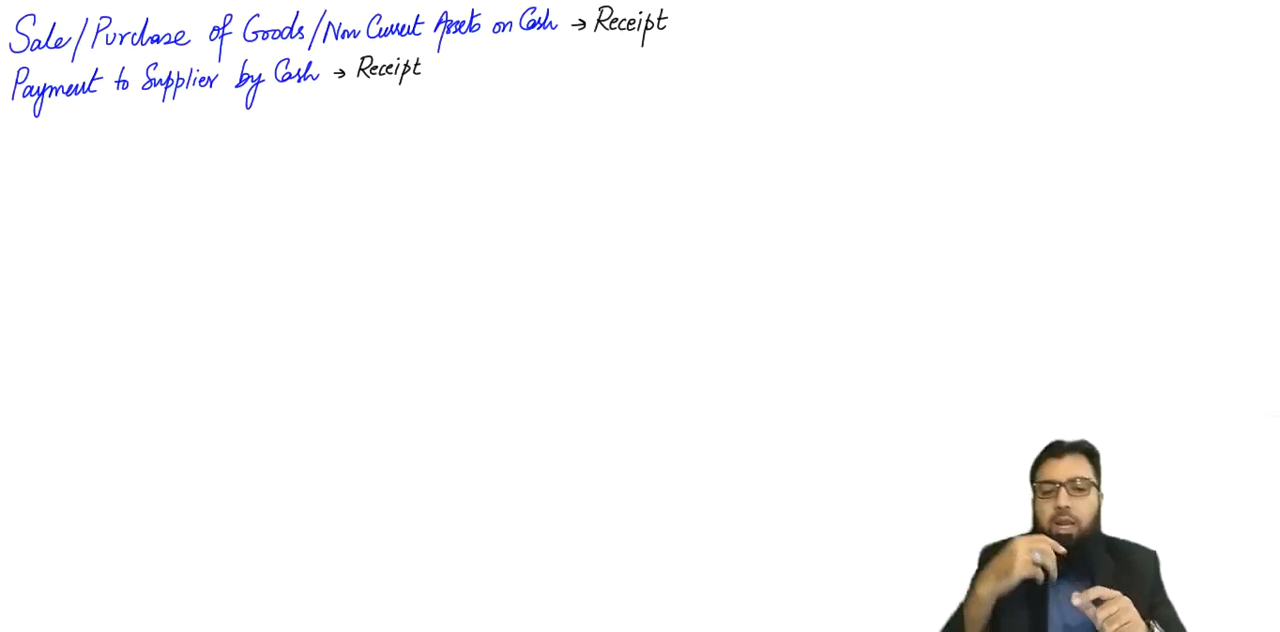 Sale/Purchase of Goods/Non Current Assets on Cash → Receipt
Payment to Supplier by Cash → Receipt